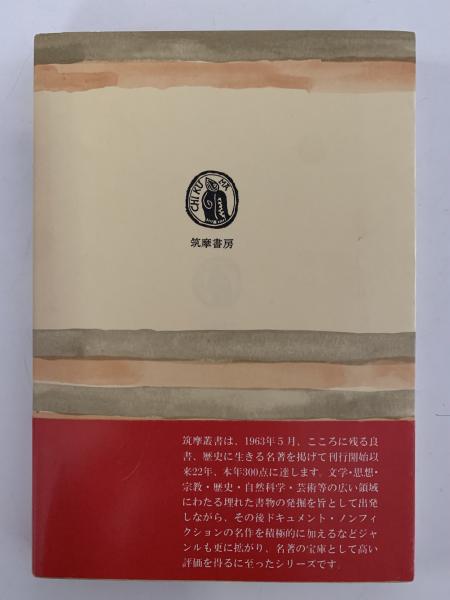 CHIKUMA
筑摩書房
筑摩叢書は、1963年5月、こころに残る良
書、歴史に生きる名著を掲げて刊行開始以
来22年、本年300点に達します。文学・思想・
宗教・歴史・自然科学・芸術等の広い領域
にわたる埋れた書物の発掘を旨として出発
しながら、その後ドキュメント・ノンフィ
クションの名作を積極的に加えるなどジャ
ンルも更に拡がり、名著の宝庫として高い
評価を得るに至ったシリーズです。